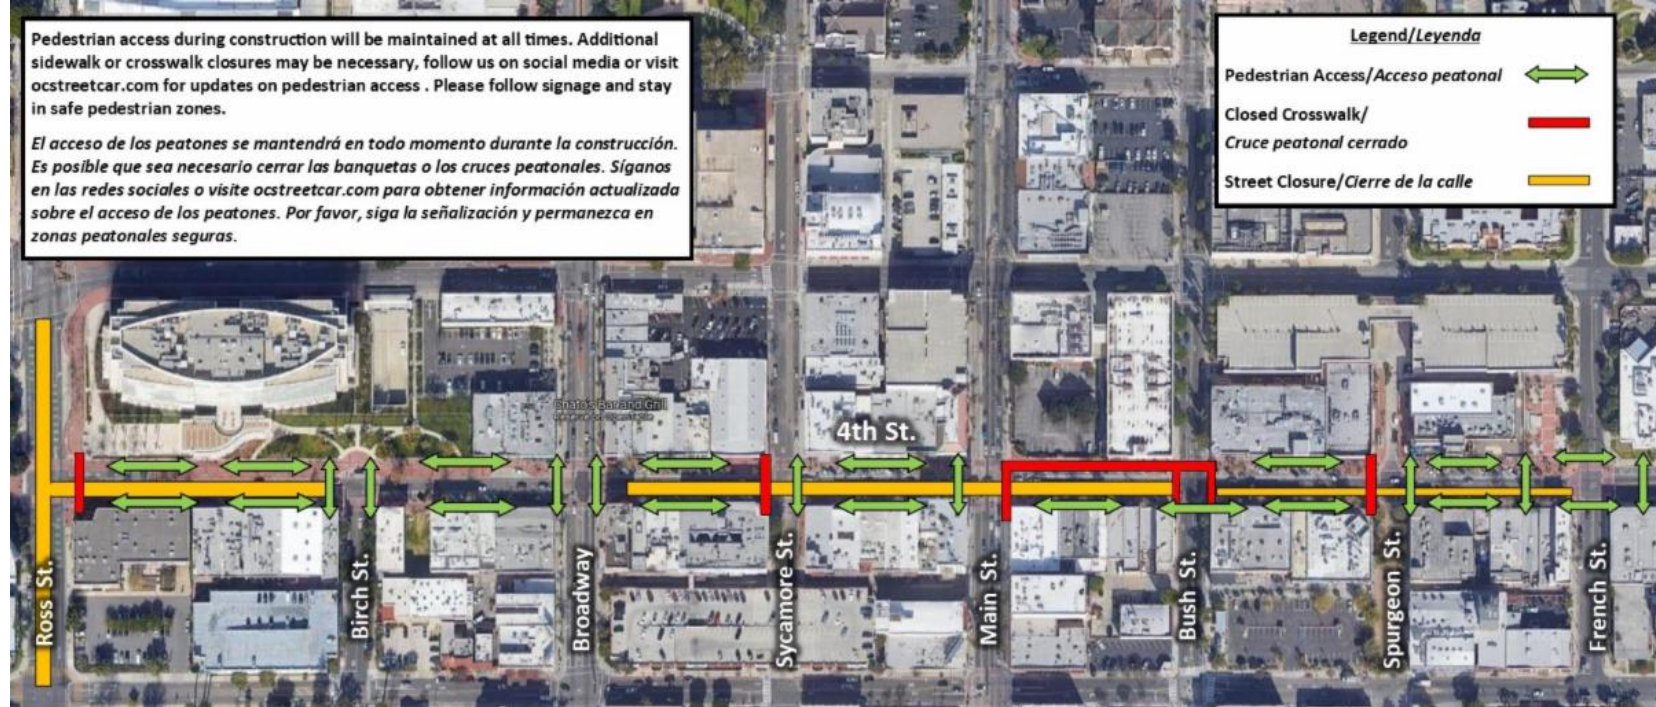 Pedestrian access during construction will be maintained at all times. Additional
sidewalk or crosswalk closures may be necessary, follow us on social media or visit
ocstreetcar.com for updates on pedestrian access . Please follow signage and stay
in safe pedestrian zones.
El acceso de los peatones se mantendrá en todo momento durante la construcción.
Es posible que sea necesario cerrar las banquetas o los cruces peatonales. Síganos
en las redes sociales o visite ocstreetcar.com para obtener información actualizada
sobre el acceso de los peatones. Por favor, siga la señalización y permanezca en
zonas peatonales seguras.
Legend/Leyenda
Pedestrian Access/Acceso peatonal
Closed Crosswalk/
Cruce peatonal cerrado
Street Closure/Cierre de la calle
Bar and Grill
4th St.
Ross St.
Birch St.
Broadway
Sycamore St.
Main St.
Bush St.
Spurgeon St.
French St.